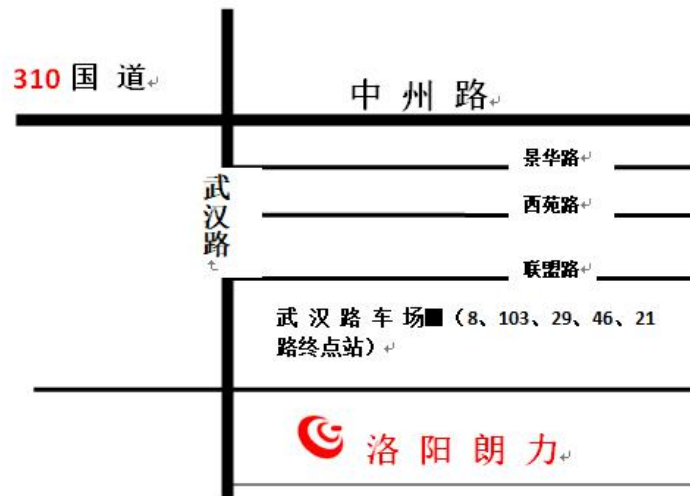 310 国 道
中 州 路
景华路
武汉路
西苑路
联盟路
武 汉 路 车 场■（8、103、29、46、21
路终点站）
洛 阳 朗 力